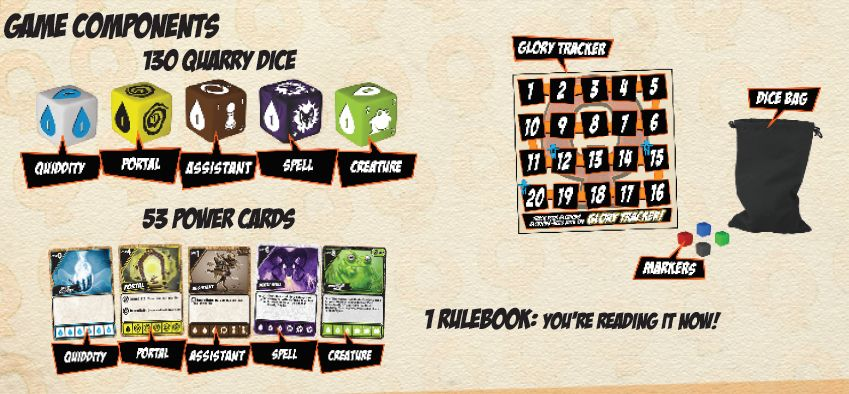 GAME COMPONENTS
130 QUARRY DICE
QUIDDITY
PORTAL
ASSISTANT
SPELL
CREATURE
53 POWER CARDS
PORTAL
ASSISTANT
QUIDDITY
PORTAL
ASSISTANT
SPELL
CREATURE
GLORY TRACKER
1 2 3 4 5
10 9 8 7 6
11 12 13 14 15
20 19 18 17 16
GLORY TRACKER!
DICE BAG
MARKERS
1 RULEBOOK: YOU'RE READING IT NOW!